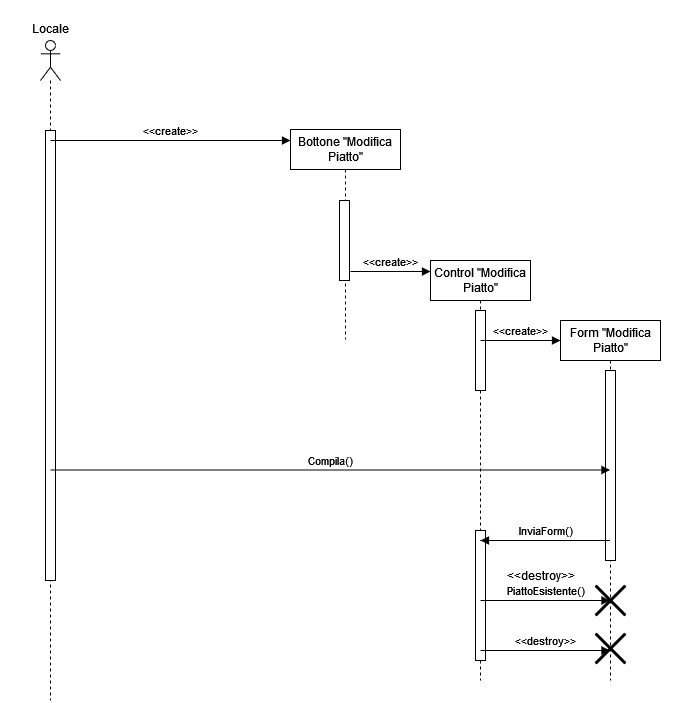 Locale
<<create>>
Bottone "Modifica
Piatto"
<<create>>
Control "Modifica
Piatto"
<<create>>
Form "Modifica
Piatto"
Compila()
InviaForm()
<<destroy>>
PiattoEsistente()
<<destroy>>